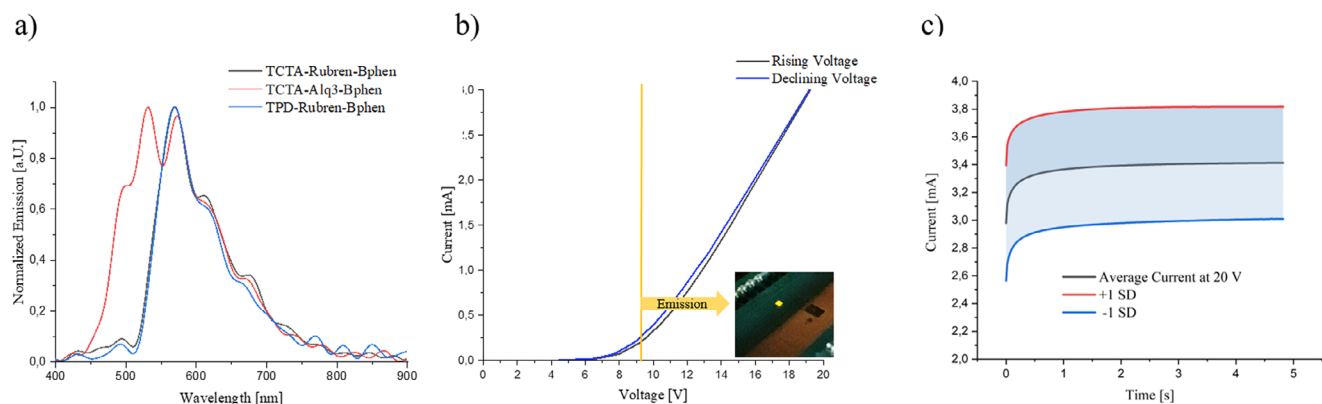 a)
TCTA-Rubren-Bphen
TCTA-Alq3-Bphen
TPD-Rubren-Bphen
1,0
0,8
0,6
0,4
0,2
0,0
Normalized Emission [a.U.]
400 500 600 700 800 900
Wavelength [nm]
b)
Rising Voltage
Declining Voltage
3.0
2.5
2.0
1.5
1.0
0.5
0.0
Current [mA]
Emission
0 2 4 6 8 10 12 14 16 18 20
Voltage [V]
c)
4,0
3,8
3,6
3,4
3,2
3,0
2,8
2,6
2,4
2,2
2,0
Current [mA]
Average Current at 20 V
+1 SD
-1 SD
0 1 2 3 4 5
Time [s]